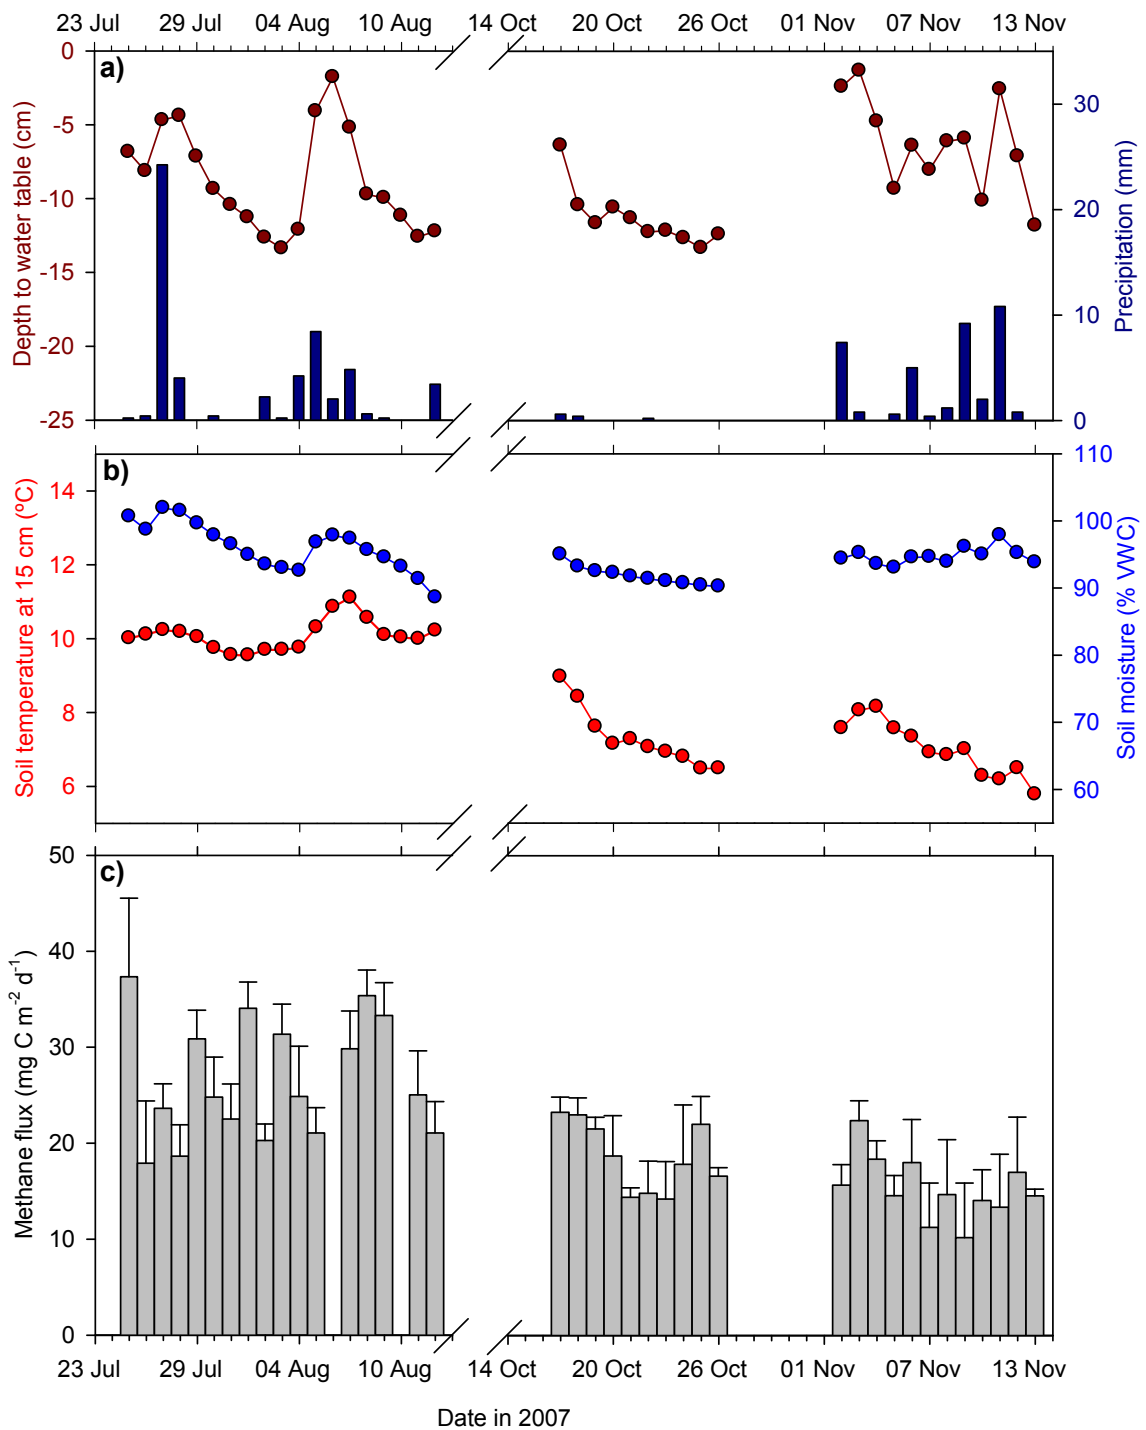 23 Jul 29 Jul 04 Aug 10 Aug 14 Oct 20 Oct 26 Oct 01 Nov 07 Nov 13 Nov
a)
Depth to water table (cm)
0
-5
-10
-15
-20
-25
Precipitation (mm)
30
20
10
0
b)
Soil temperature at 15 cm (ºC)
14
12
10
8
6
Soil moisture (% VWC)
110
100
90
80
70
60
c)
Methane flux (mg C m⁻² d⁻¹)
50
40
30
20
10
0
23 Jul 29 Jul 04 Aug 10 Aug 14 Oct 20 Oct 26 Oct 01 Nov 07 Nov 13 Nov
Date in 2007